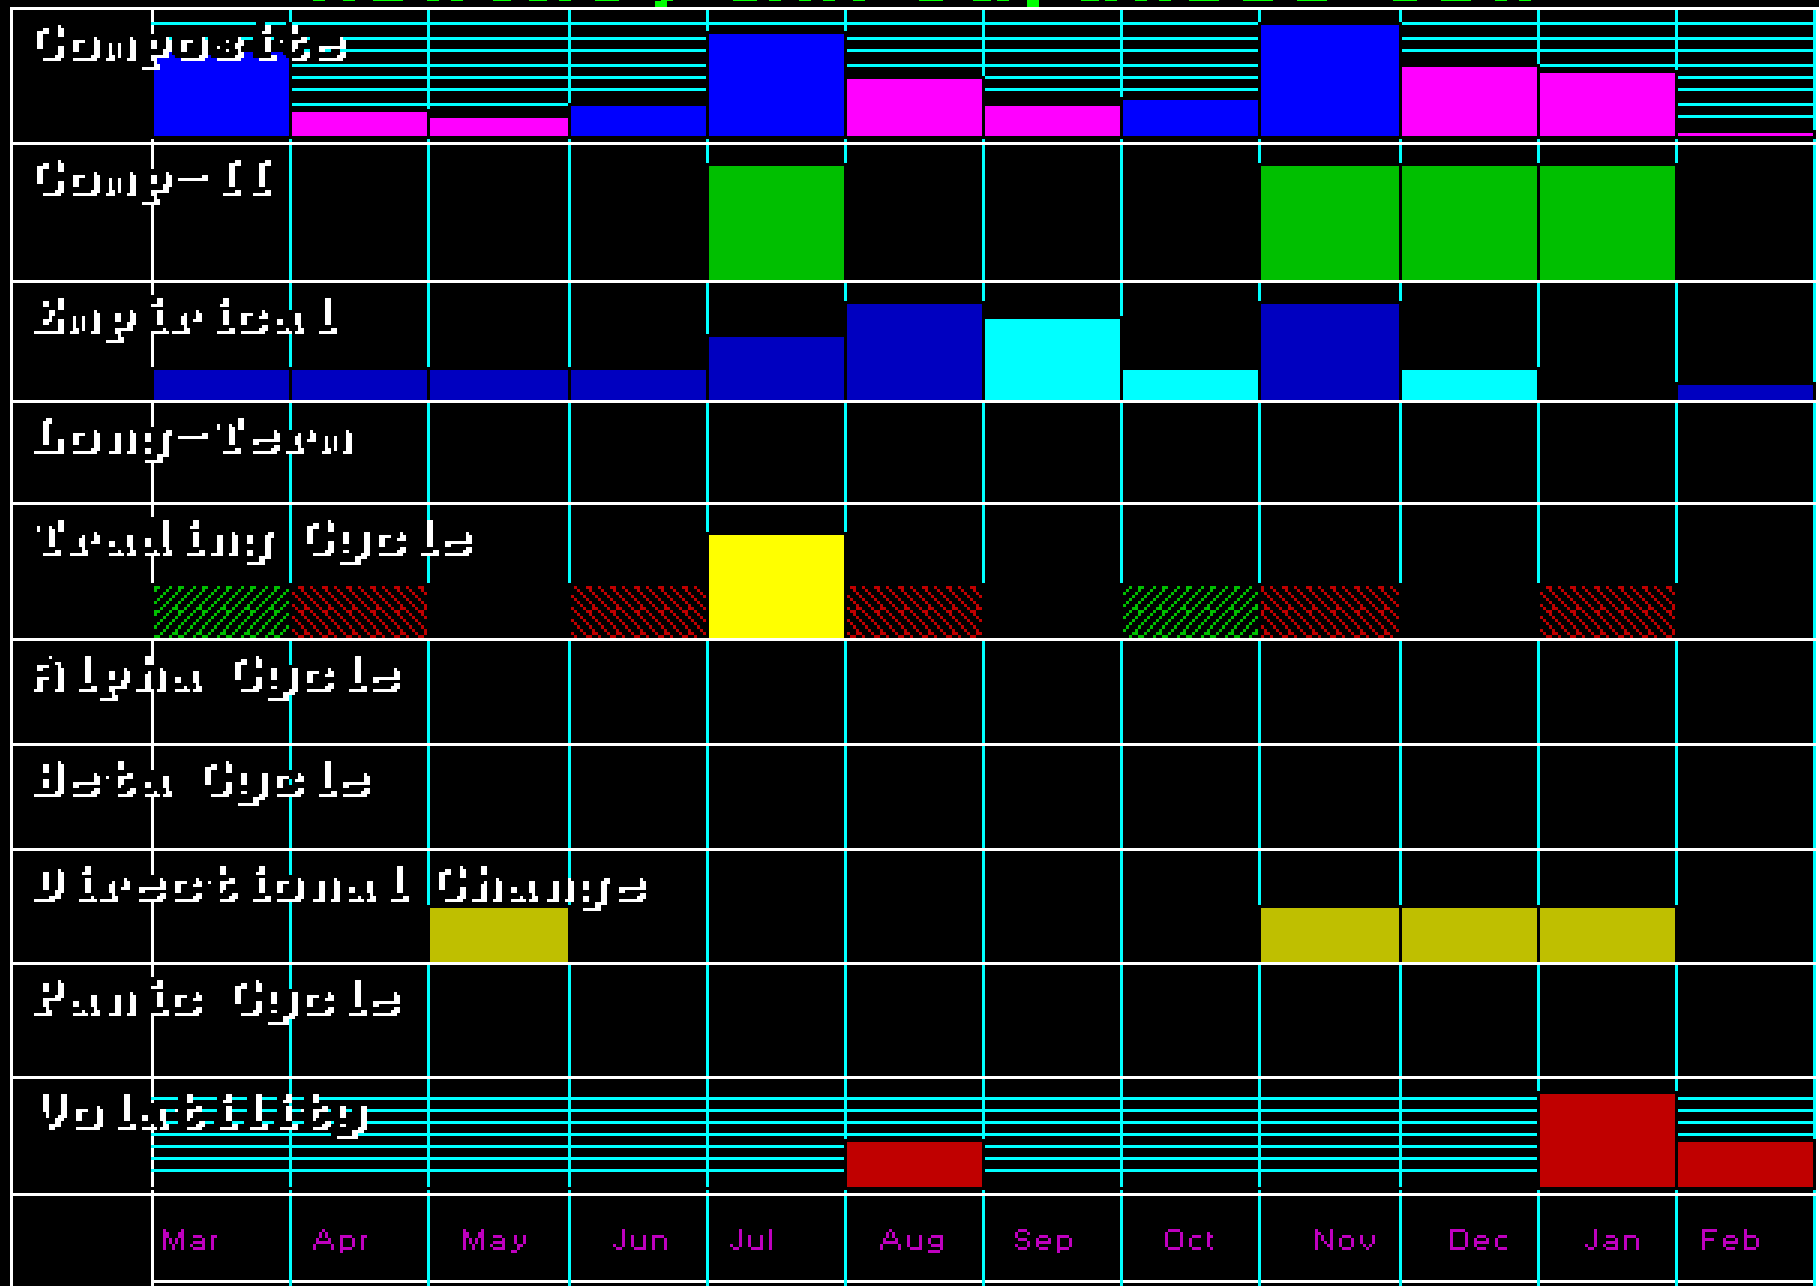 Composite
Comp-II
Empirical
Long-Term
Trading Cycle
Alpha Cycle
Beta Cycle
Directional Change
Panic Cycle
Volatility
Mar Apr May Jun Jul Aug Sep Oct Nov Dec Jan Feb